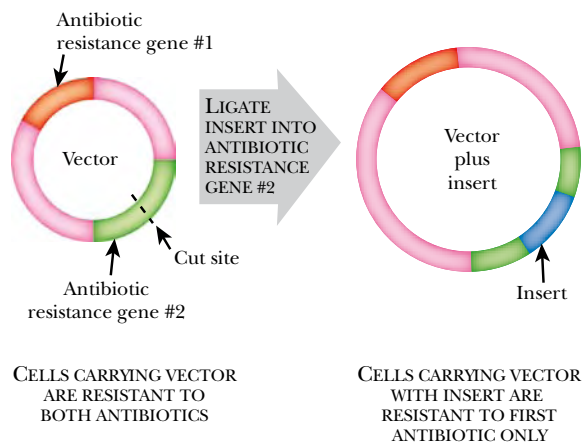 Antibiotic
resistance gene #1
Vector
Cut site
Antibiotic
resistance gene #2
LIGATE
INSERT INTO
ANTIBIOTIC
RESISTANCE
GENE #2
Vector
plus
insert
Insert
CELLS CARRYING VECTOR
ARE RESISTANT TO
BOTH ANTIBIOTICS
CELLS CARRYING VECTOR
WITH INSERT ARE
RESISTANT TO FIRST
ANTIBIOTIC ONLY